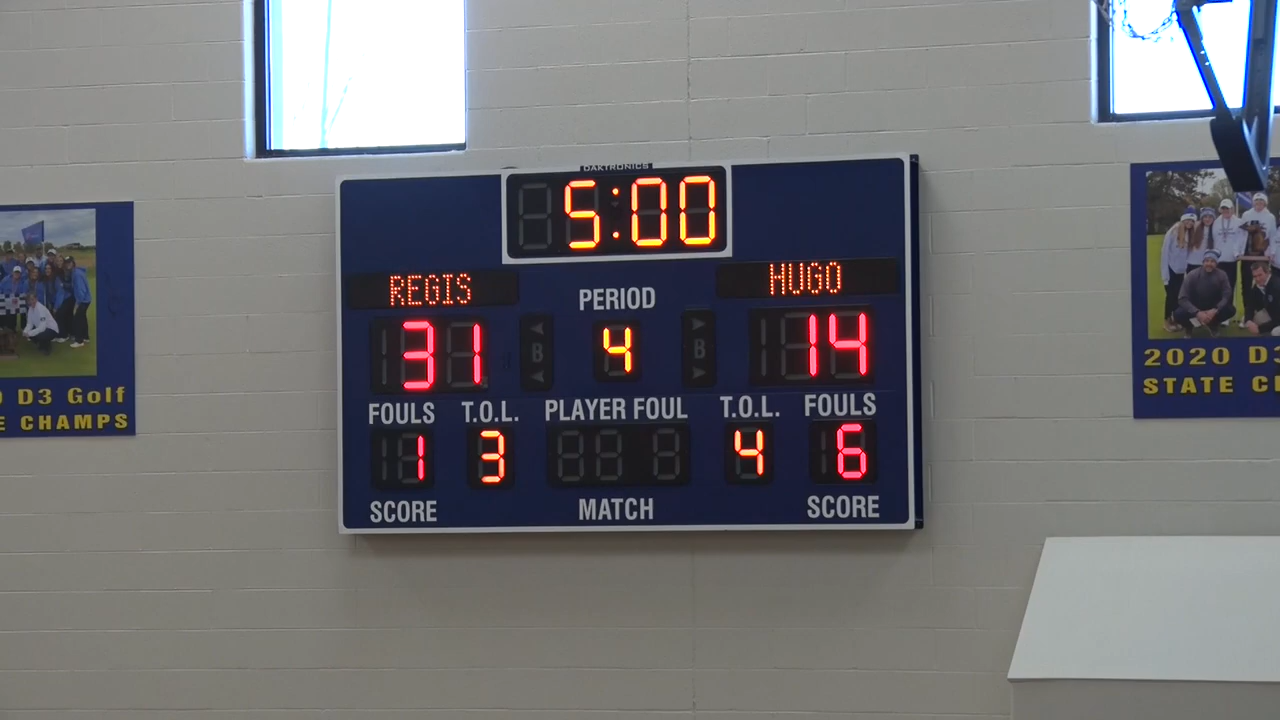 DAKTRONICS
5:00
REGIS
HUGO
PERIOD
31
B
4
B
14
FOULS
T.O.L.
PLAYER FOUL
T.O.L.
FOULS
1
3
4
6
SCORE
MATCH
SCORE
D3 Golf
CHAMPS
2020 D3
STATE